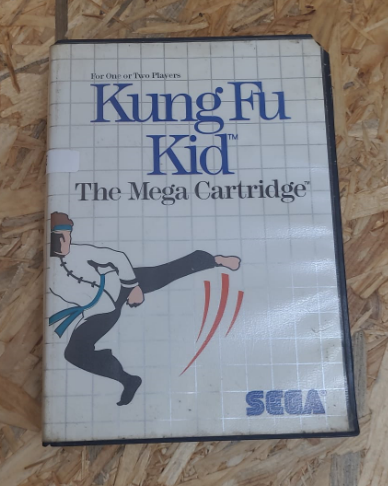 For One or Two Players
Kung Fu
Kid™
The Mega Cartridge™
SEGA